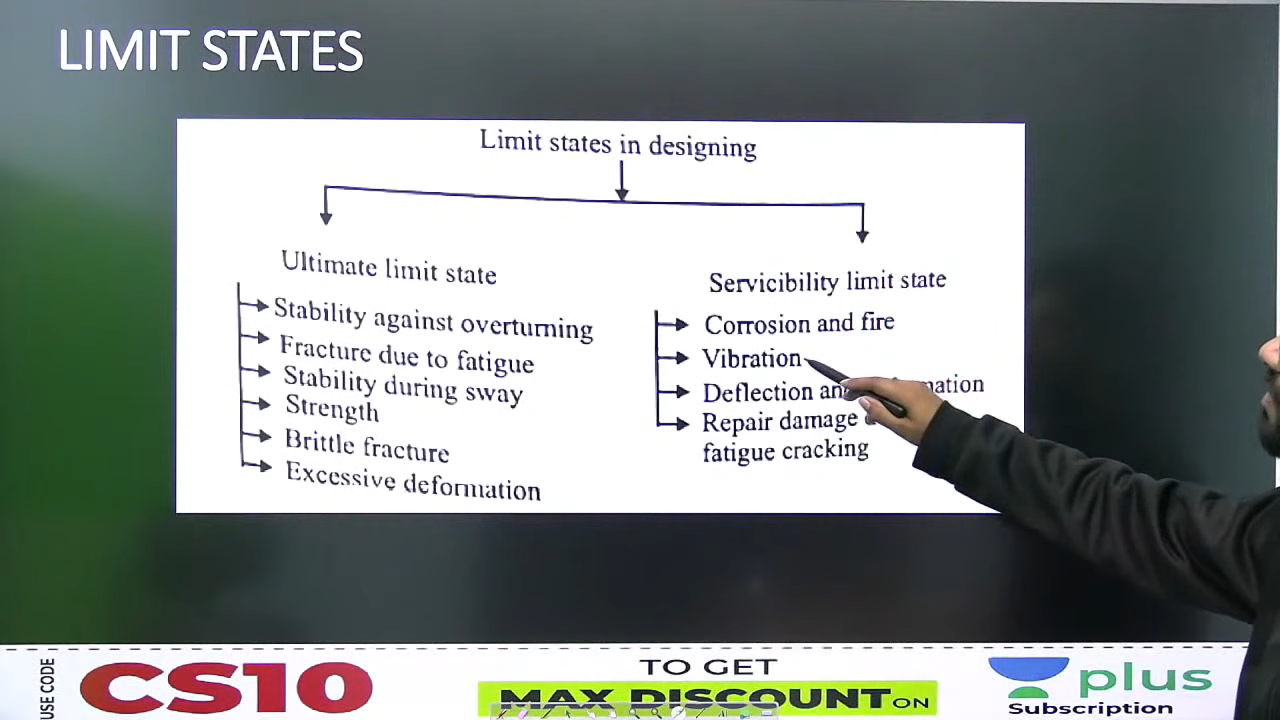 LIMIT STATES
Limit states in designing
Ultimate limit state
Stability against overturning
Fracture due to fatigue
Stability during sway
Strength
Brittle fracture
Excessive deformation
Servicibility limit state
Corrosion and fire
Vibration
Deflection
Repair damage
fatigue cracking
USE CODE
CS10
TO GET
MAX DISCOUNT ON
plus
Subscription